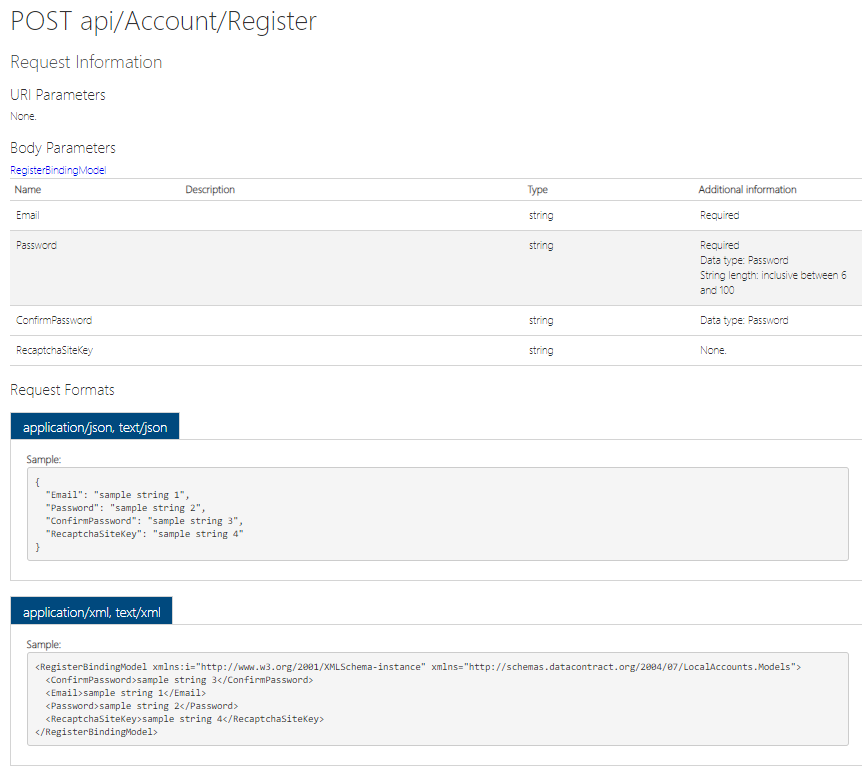 POST api/Account/Register
Request Information
URI Parameters
None.
Body Parameters
RegisterBindingModel
Name Description Type Additional information
Email string Required
Password string Required
Data type: Password
String length: inclusive between 6
and 100
ConfirmPassword string Data type: Password
RecaptchaSiteKey string None.
Request Formats
application/json, text/json
Sample:
{
  "Email": "sample string 1",
  "Password": "sample string 2",
  "ConfirmPassword": "sample string 3",
  "RecaptchaSiteKey": "sample string 4"
}
application/xml, text/xml
Sample:
<RegisterBindingModel xmlns:i="http://www.w3.org/2001/XMLSchema-instance" xmlns="http://schemas.datacontract.org/2004/07/LocalAccounts.Models">
  <ConfirmPassword>sample string 3</ConfirmPassword>
  <Email>sample string 1</Email>
  <Password>sample string 2</Password>
  <RecaptchaSiteKey>sample string 4</RecaptchaSiteKey>
</RegisterBindingModel>